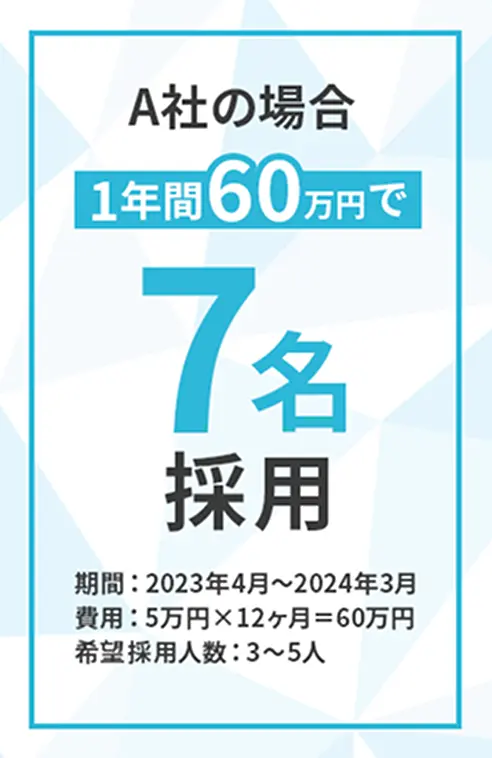 A社の場合
1年間60万円で
7名
採用
期間：2023年4月〜2024年3月
費用：5万円×12ヶ月＝60万円
希望採用人数：3〜5人